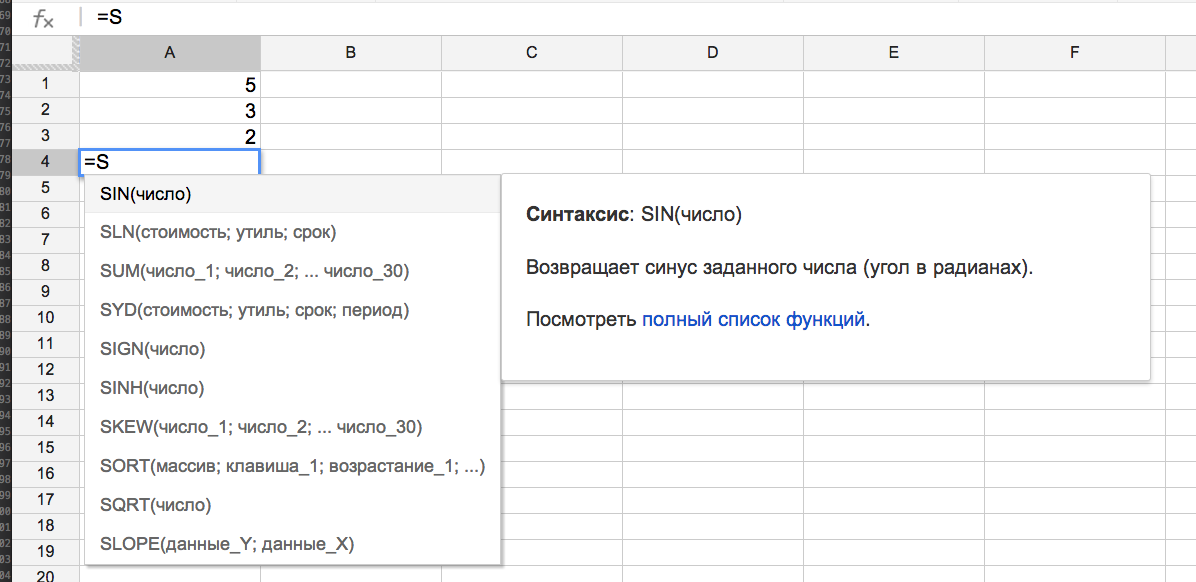 =S
A B C D E F
1 5
2 3
3 2
4 =S
5 SIN(число)
6 Синтаксис: SIN(число)
7 SLN(стоимость; утиль; срок)
8 SUM(число_1; число_2; ... число_30) Возвращает синус заданного числа (угол в радианах).
9
10 SYD(стоимость; утиль; срок; период) Посмотреть полный список функций.
11 SIGN(число)
12
13 SINH(число)
14 SKEW(число_1; число_2; ... число_30)
15
16 SORT(массив; клавиша_1; возрастание_1; ...)
17 SQRT(число)
18
19 SLOPE(данные_Y; данные_X)
20